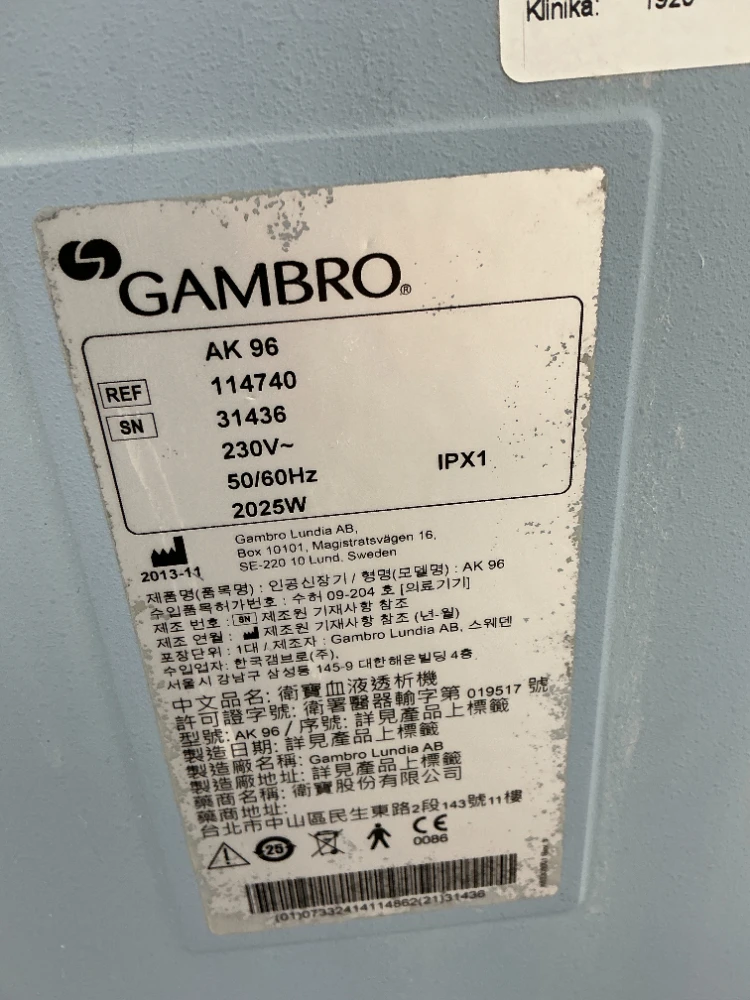 Klinika:
GAMBRO®
AK 96
REF 114740
SN 31436
230V~
50/60Hz
IPX1
2025W
Gambro Lundia AB,
Box 10101, Magistratsvägen 16,
SE-220 10 Lund. Sweden
2013-11
제품명(품목명) : 인공신장기 / 형명(모델명) : AK 96
수입품목허가번호 : 수허 09-204 호 [의료기기]
제조 번호 : SN 제조원 기재사항 참조
제조 연월 : 제조원 기재사항 참조 (년-월)
포장단위 : 1대 / 제조자 : Gambro Lundia AB, 스웨덴
수입업자: 한국갬브로(주),
서울시 강남구 삼성동 145-9 대한해운빌딩 4층
中文品名: 衛寶血液透析機
許可證字號: 衛署醫器輸字第 019517 號
型號: AK 96 / 序號: 詳見產品上標籤
製造日期: 詳見產品上標籤
製造廠名稱: Gambro Lundia AB
製造廠地址: 詳見產品上標籤
藥商名稱: 衛寶股份有限公司
藥商地址:
台北市中山區民生東路2段143號11樓
25
CE
0086
(01)07332414114862(21)31436